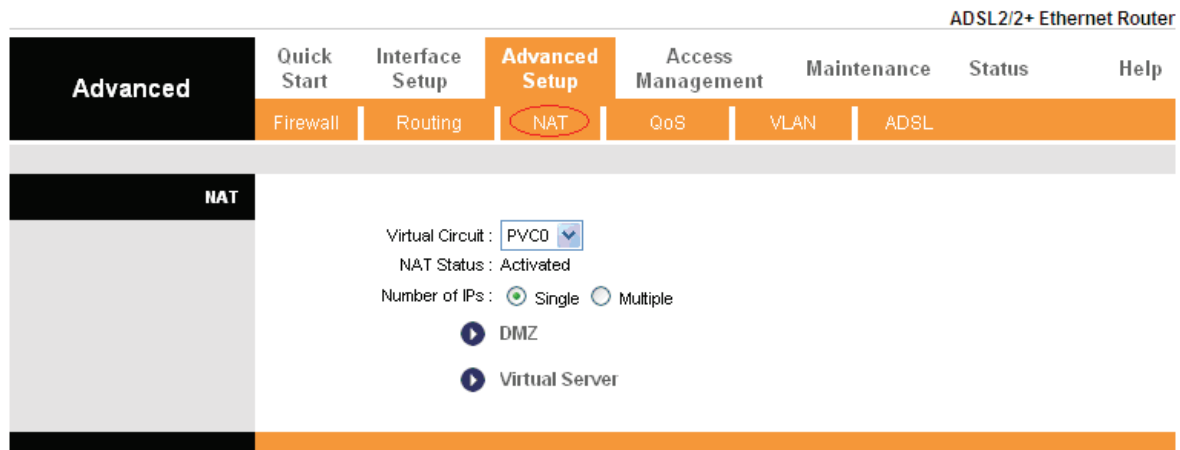 ADSL2/2+ Ethernet Router
Advanced
Quick Start
Interface Setup
Advanced Setup
Access Management
Maintenance
Status
Help
Firewall
Routing
NAT
QoS
VLAN
ADSL
NAT
Virtual Circuit : PVC0
NAT Status : Activated
Number of IPs : Single Multiple
DMZ
Virtual Server